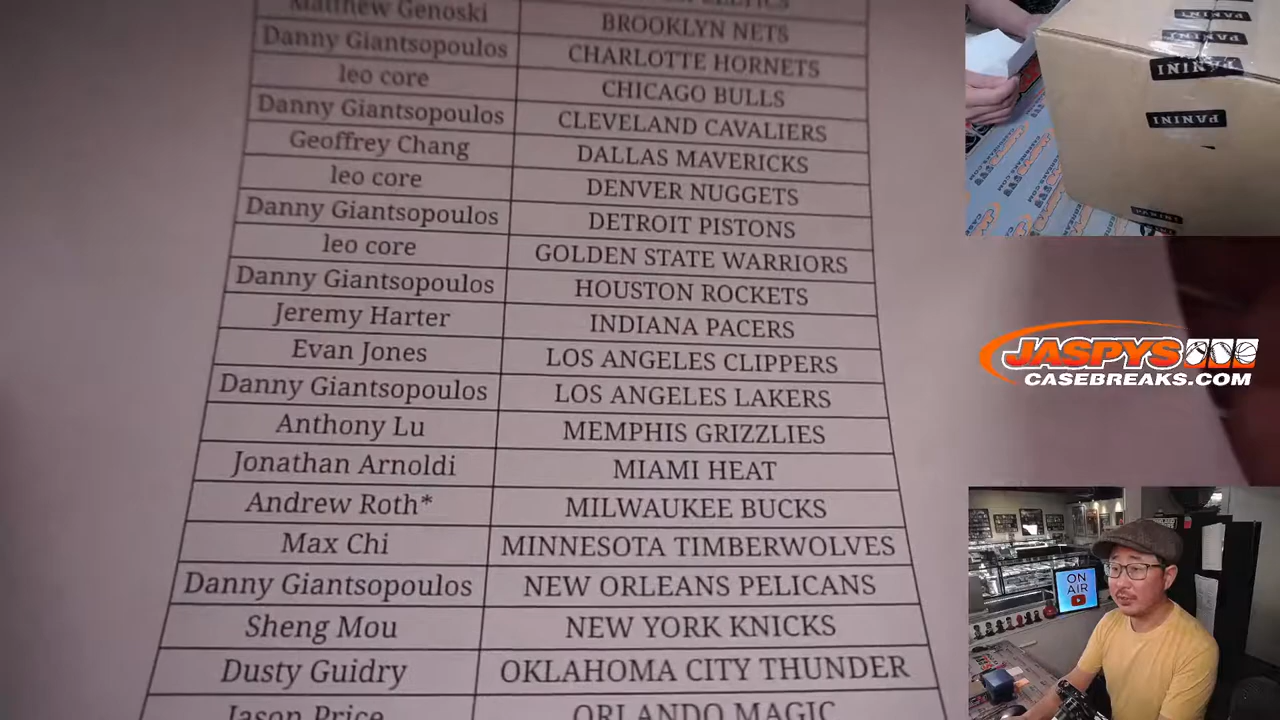 Matthew Genoski
BROOKLYN NETS
Danny Giantsopoulos
CHARLOTTE HORNETS
leo core
CHICAGO BULLS
Danny Giantsopoulos
CLEVELAND CAVALIERS
Geoffrey Chang
DALLAS MAVERICKS
leo core
DENVER NUGGETS
Danny Giantsopoulos
DETROIT PISTONS
leo core
GOLDEN STATE WARRIORS
Danny Giantsopoulos
HOUSTON ROCKETS
Jeremy Harter
INDIANA PACERS
Evan Jones
LOS ANGELES CLIPPERS
Danny Giantsopoulos
LOS ANGELES LAKERS
Anthony Lu
MEMPHIS GRIZZLIES
Jonathan Arnoldi
MIAMI HEAT
Andrew Roth*
MILWAUKEE BUCKS
Max Chi
MINNESOTA TIMBERWOLVES
Danny Giantsopoulos
NEW ORLEANS PELICANS
Sheng Mou
NEW YORK KNICKS
Dusty Guidry
OKLAHOMA CITY THUNDER
Jason Price
ORLANDO MAGIC
PANINI
PANINI
JASPYS
CASEBREAKS.COM
ON
AIR